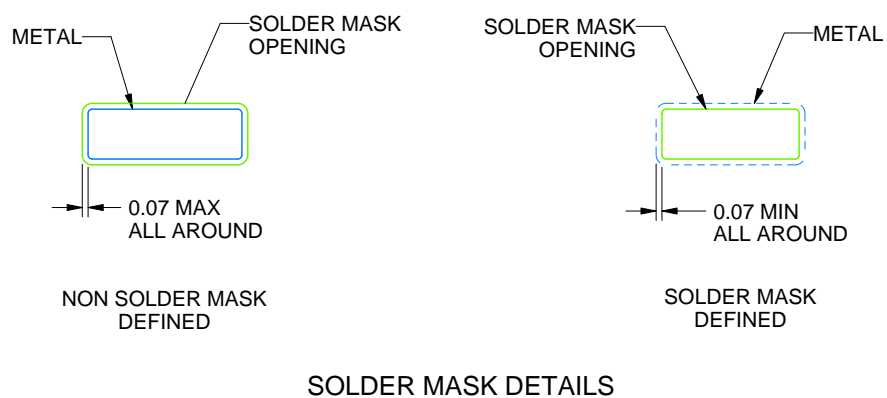 METAL
SOLDER MASK
OPENING
0.07 MAX
ALL AROUND
NON SOLDER MASK
DEFINED
SOLDER MASK
OPENING
METAL
0.07 MIN
ALL AROUND
SOLDER MASK
DEFINED
SOLDER MASK DETAILS